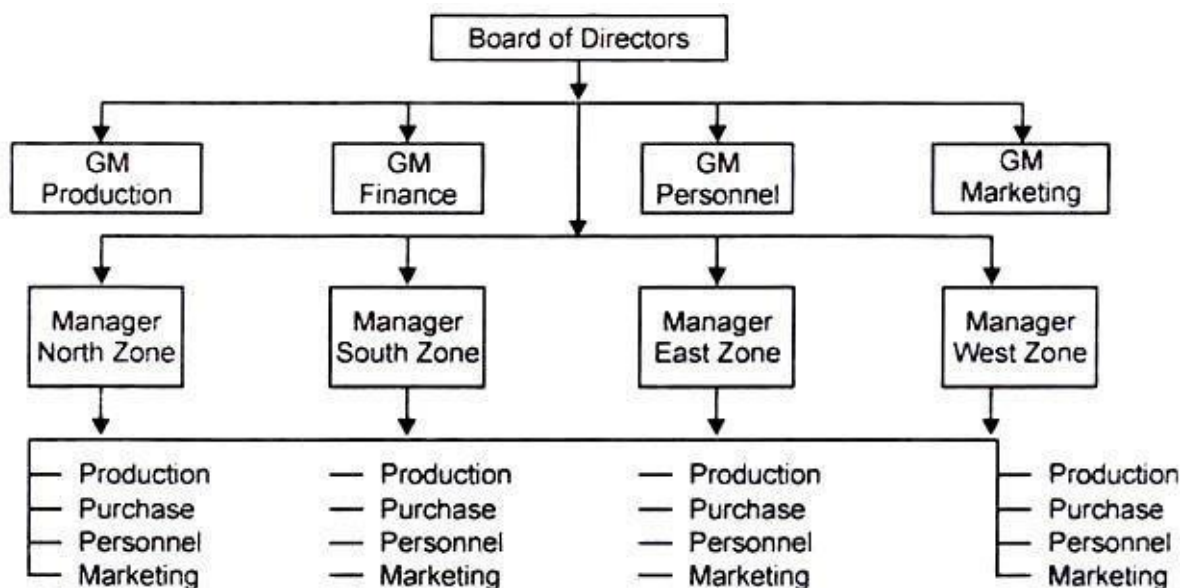 Board of Directors
GM
Production
GM
Finance
GM
Personnel
GM
Marketing
Manager
North Zone
Manager
South Zone
Manager
East Zone
Manager
West Zone
Production
Purchase
Personnel
Marketing
Production
Purchase
Personnel
Marketing
Production
Purchase
Personnel
Marketing
Production
Purchase
Personnel
Marketing